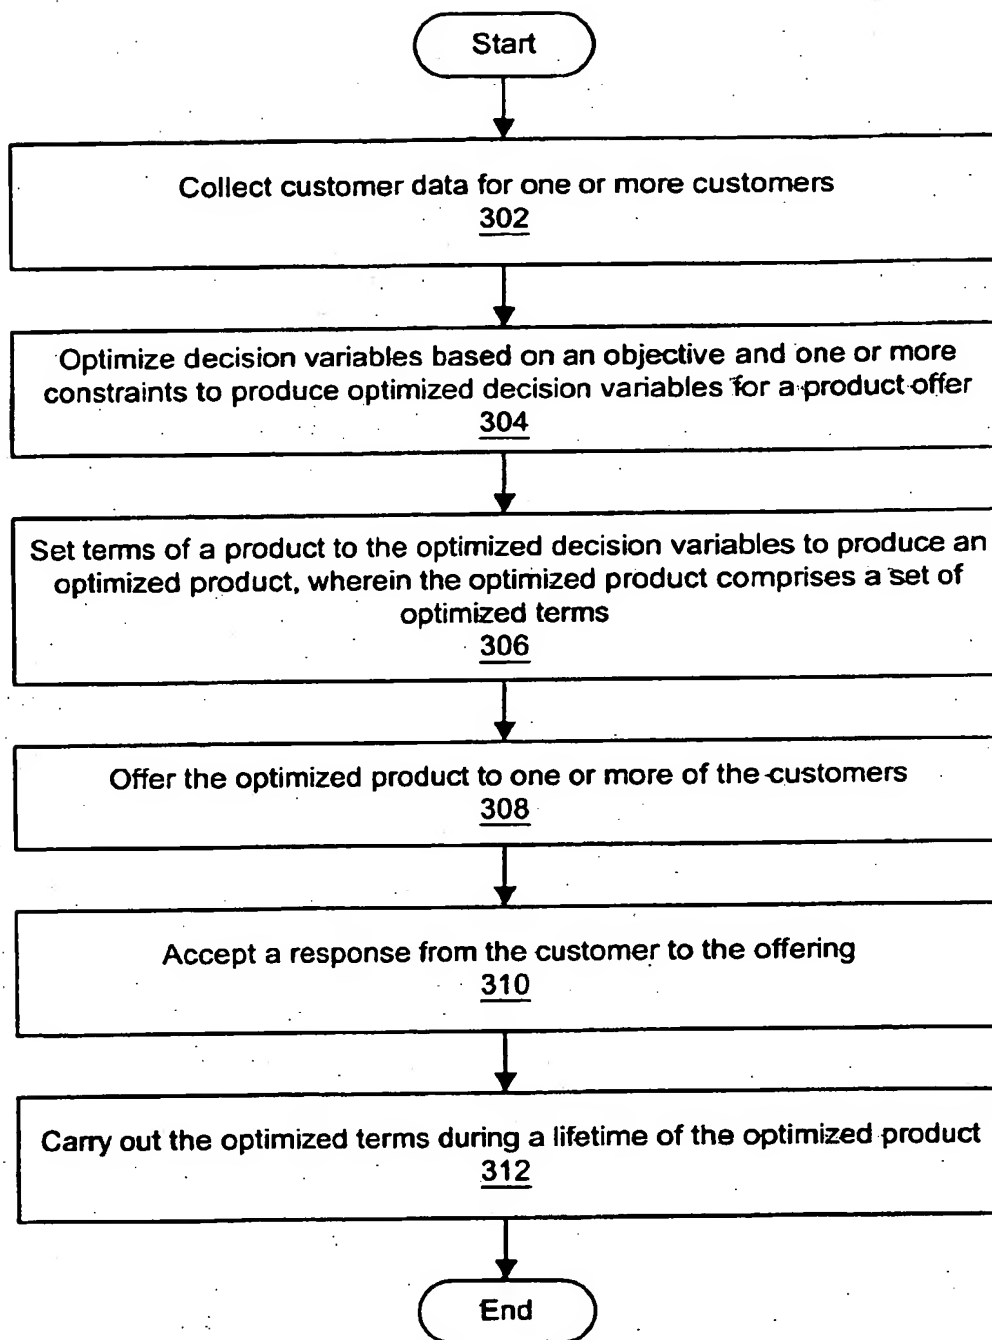 Start
Collect customer data for one or more customers
302
Optimize decision variables based on an objective and one or more
constraints to produce optimized decision variables for a product offer
304
Set terms of a product to the optimized decision variables to produce an
optimized product, wherein the optimized product comprises a set of
optimized terms
306
Offer the optimized product to one or more of the customers
308
Accept a response from the customer to the offering
310
Carry out the optimized terms during a lifetime of the optimized product
312
End